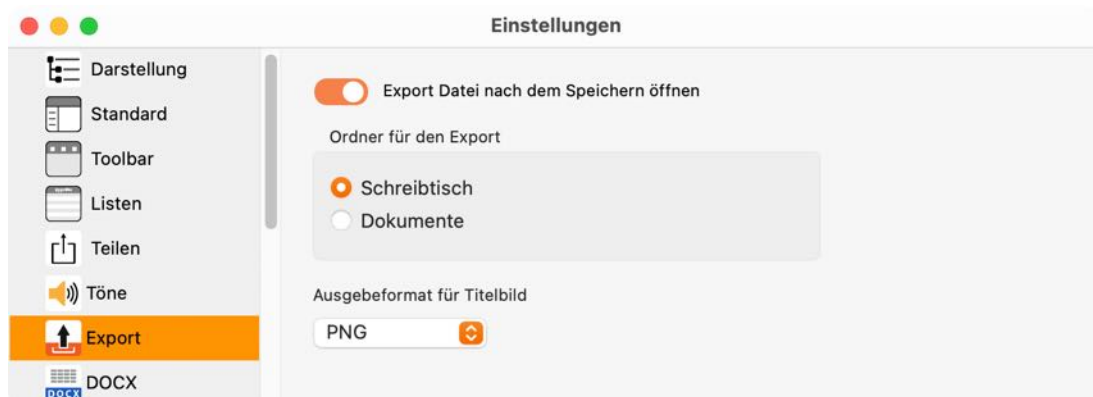 Einstellungen
Darstellung
Standard
Toolbar
Listen
Teilen
Töne
Export
DOCX
DOCX
Export Datei nach dem Speichern öffnen
Ordner für den Export
Schreibtisch
Dokumente
Ausgebeformat für Titelbild
PNG